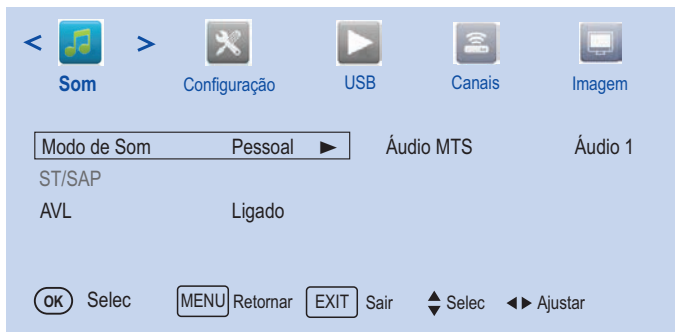 Som Configuração USB Canais Imagem
Modo de Som Pessoal Áudio MTS Áudio 1
ST/SAP
AVL Ligado
OK Selec MENU Retornar EXIT Sair Selec Ajustar